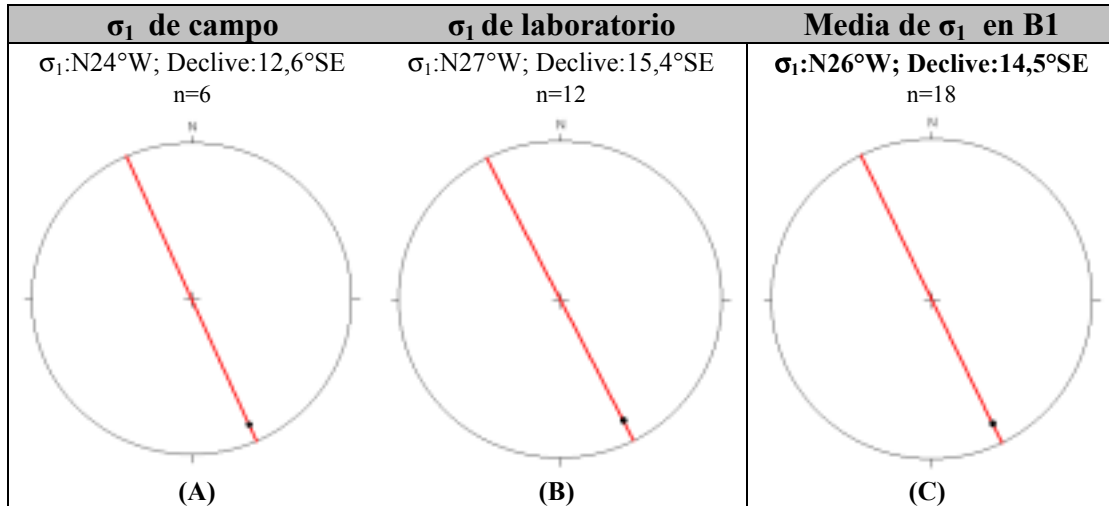 σ₁ de campo
σ₁:N24°W; Declive:12,6°SE
n=6
N
(A)
σ₁ de laboratorio
σ₁:N27°W; Declive:15,4°SE
n=12
N
(B)
Media de σ₁ en B1
σ₁:N26°W; Declive:14,5°SE
n=18
N
(C)